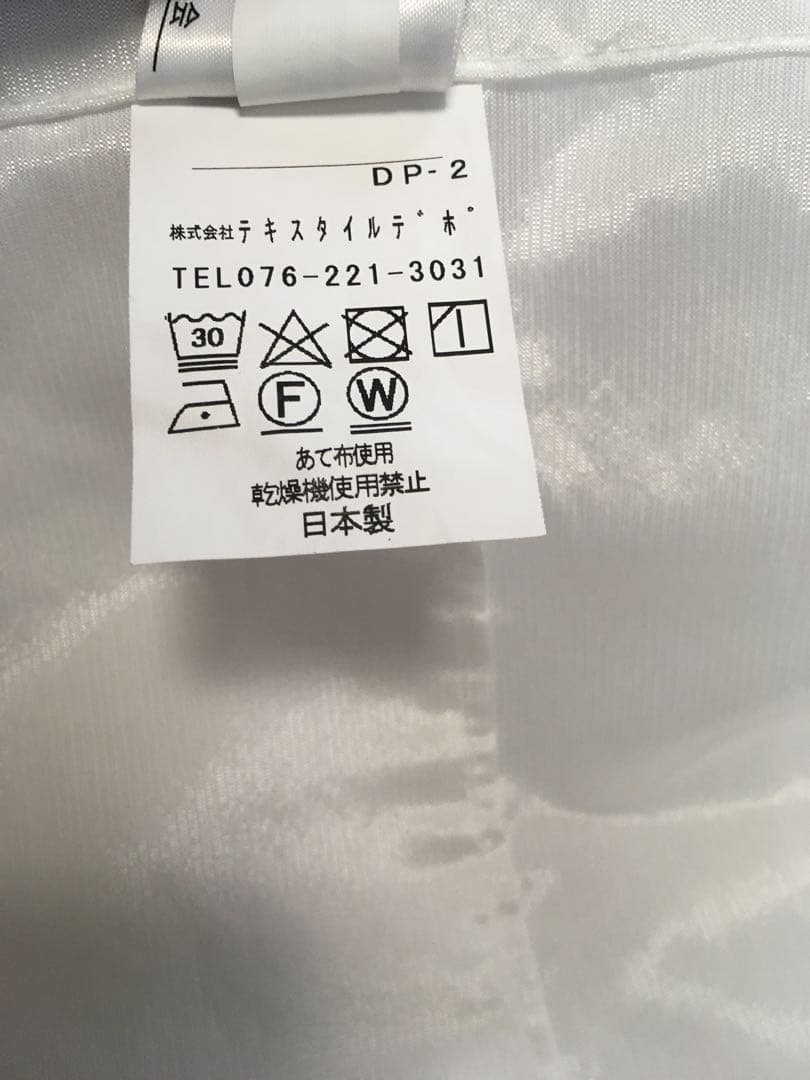 DP-2
株式会社テキスタイルデﾞポﾟ
TEL076-221-3031
30
F W
あて布使用
乾燥機使用禁止
日本製